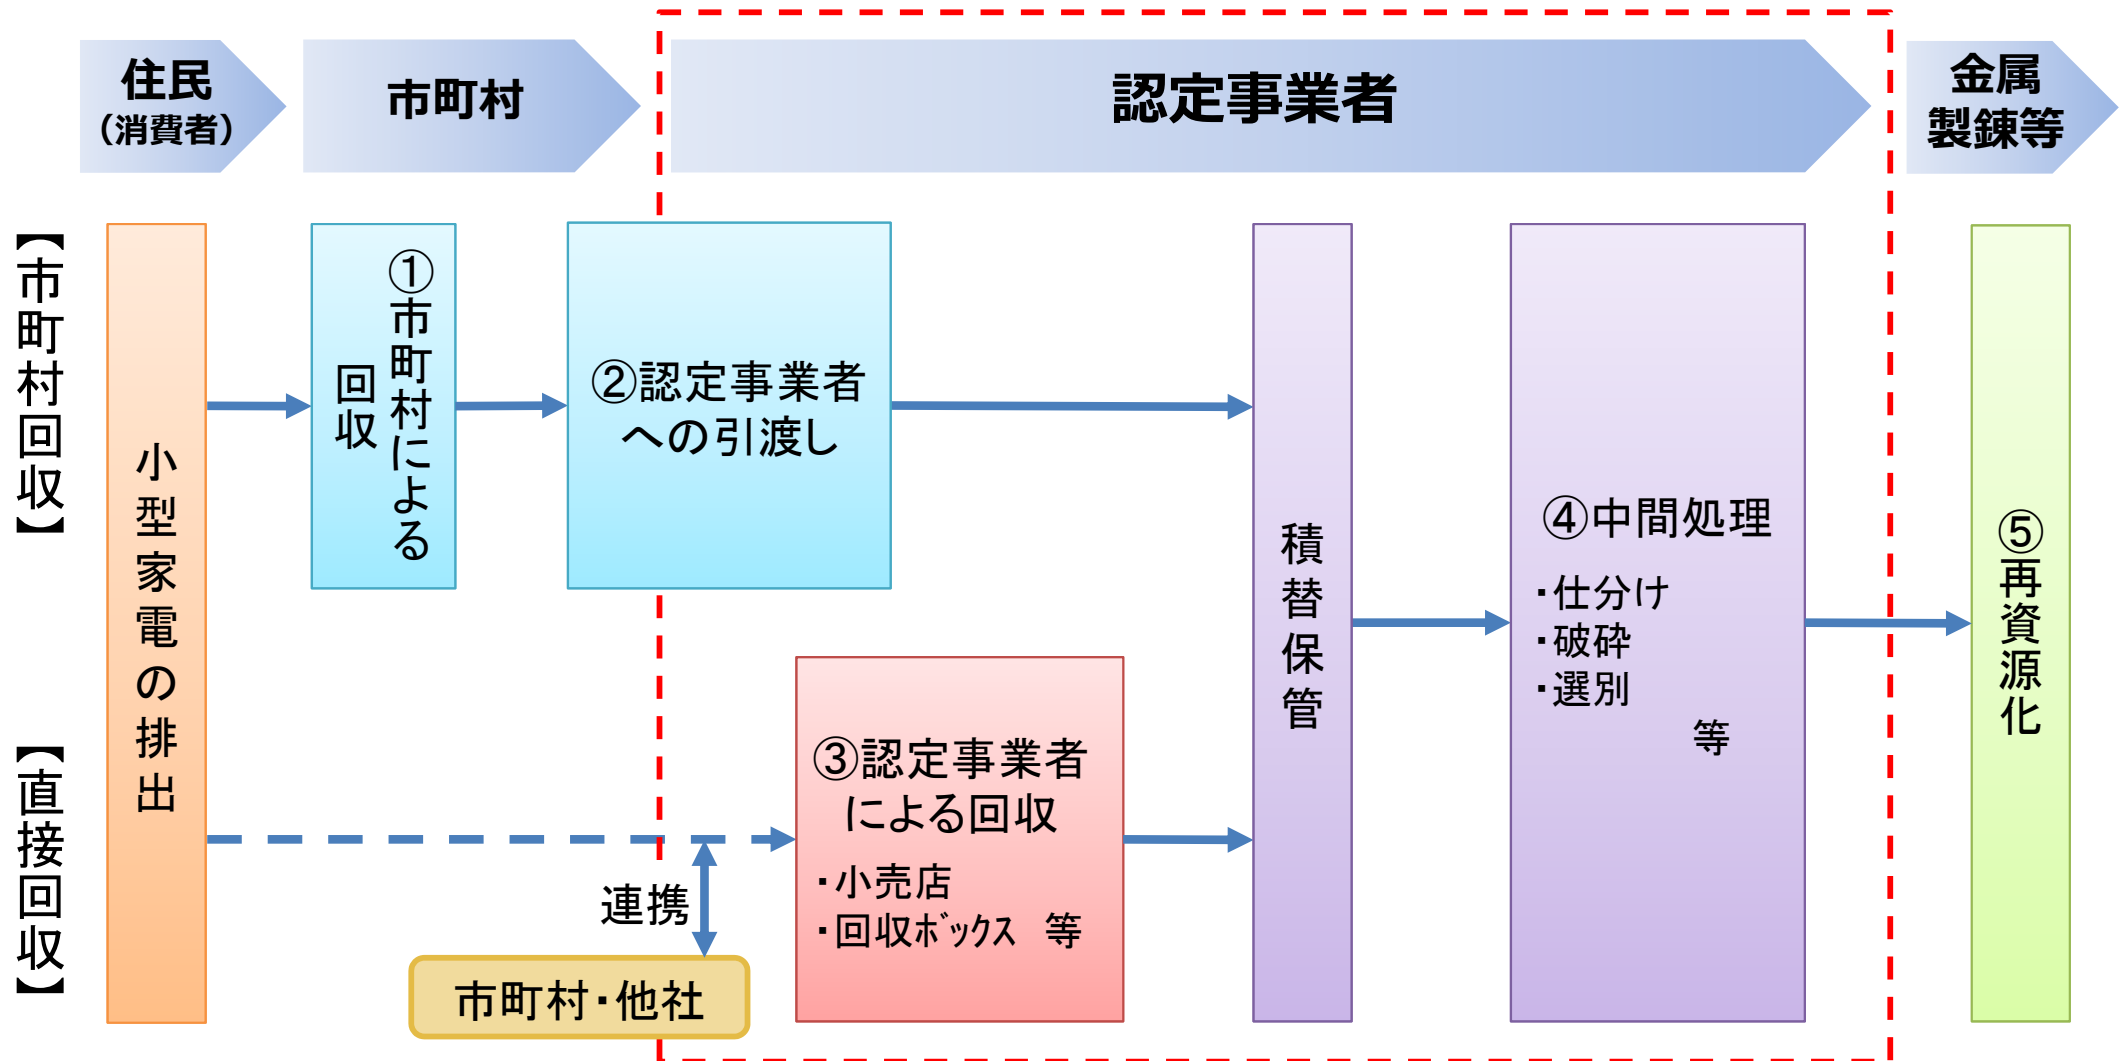 住民
（消費者）
市町村
認定事業者
金属
製錬等
【市町村回収】
【直接回収】
小型家電の排出
①市町村による
回収
②認定事業者
への引渡し
③認定事業者
による回収
・小売店
・回収ﾎﾞｯｸｽ　等
連携
市町村・他社
積替保管
④中間処理
・仕分け
・破砕
・選別
等
⑤再資源化